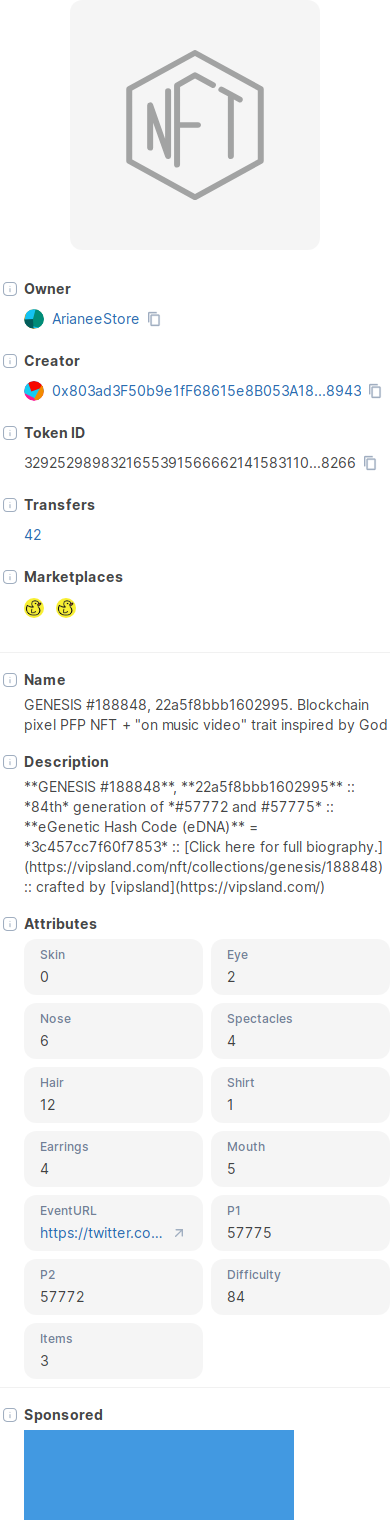 NFT
Owner
ArianeeStore
Creator
0x803ad3F50b9e1fF68615e8B053A18...8943
Token ID
32925298983216553915666621415831​10...8266
Transfers
42
Marketplaces
Name
GENESIS #188848, 22a5f8bbb1602995. Blockchain
pixel PFP NFT + "on music video" trait inspired by God
Description
**GENESIS #188848**, **22a5f8bbb1602995** ::
*84th* generation of *#57772 and #57775* ::
**eGenetic Hash Code (eDNA)** =
*3c457cc7f60f7853* :: [Click here for full biography.]
(https://vipsland.com/nft/collections/genesis/188848)
:: crafted by [vipsland](https://vipsland.com/)
Attributes
Skin
Eye
0
2
Nose
Spectacles
6
4
Hair
Shirt
12
1
Earrings
Mouth
4
5
EventURL
P1
https://twitter.co...
57775
P2
Difficulty
57772
84
Items
3
Sponsored